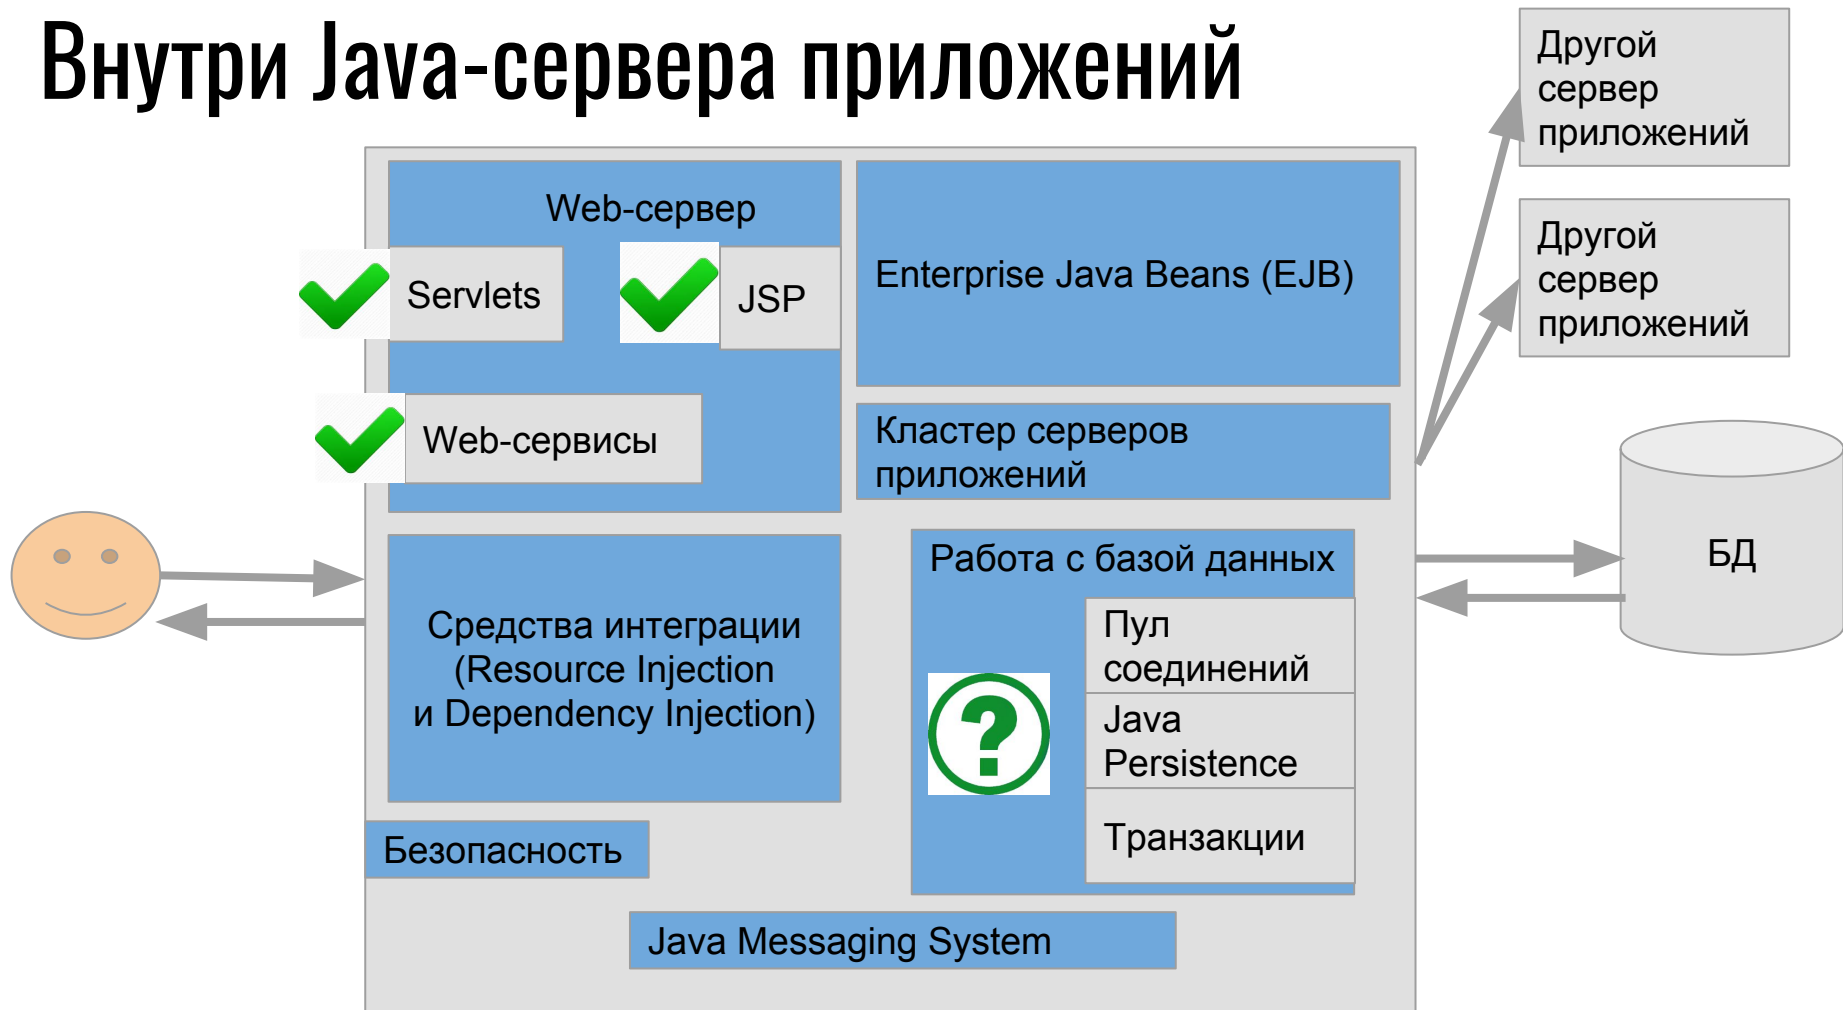 Внутри Java-сервера приложений
Другой
сервер
приложений
Другой
сервер
приложений
Web-сервер
Servlets
JSP
Web-сервисы
Enterprise Java Beans (EJB)
Кластер серверов
приложений
Средства интеграции
(Resource Injection
и Dependency Injection)
Работа с базой данных
Пул
соединений
?
Java
Persistence
Транзакции
БД
Безопасность
Java Messaging System